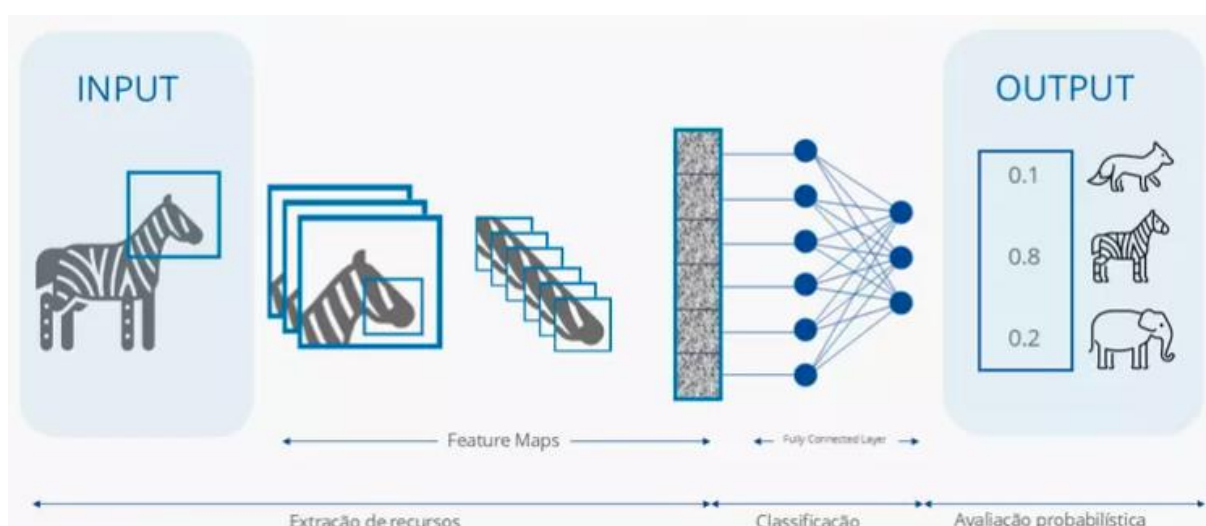 INPUT
OUTPUT
0.1
0.8
0.2
Feature Maps
Fully Connected Layer
Extração de recursos
Classificação
Avaliação probabilística